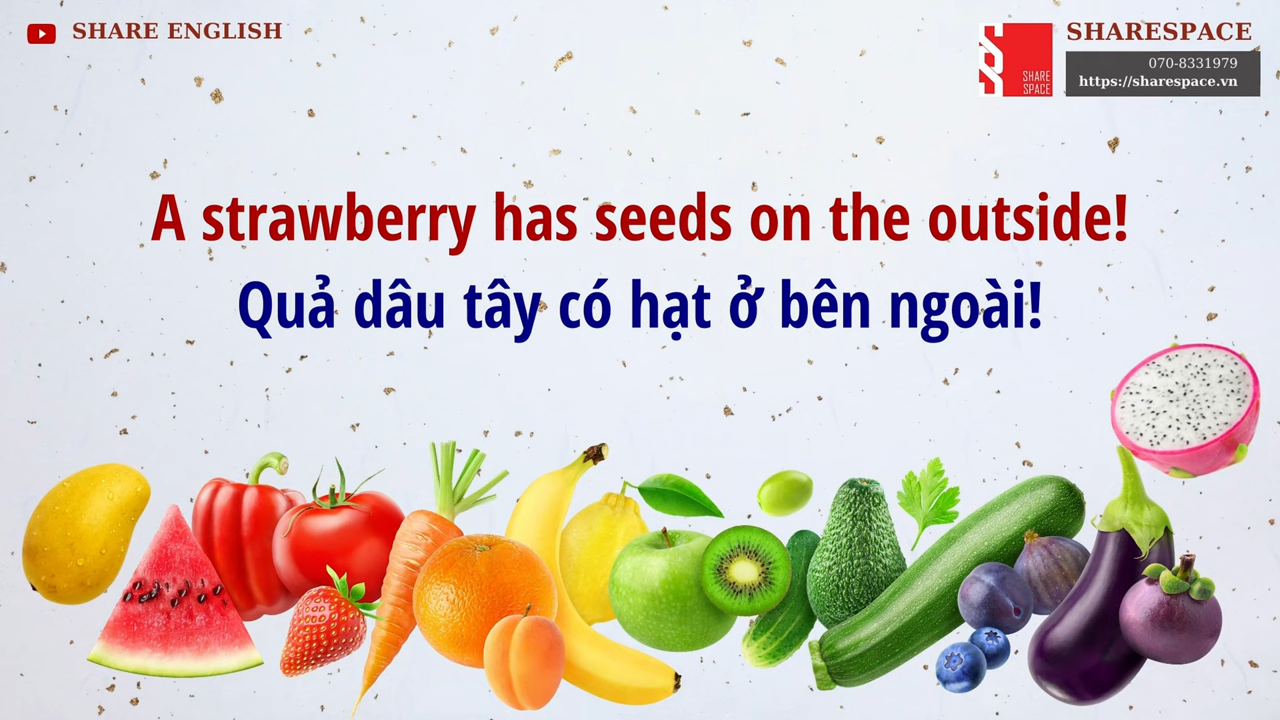 SHARE ENGLISH
SHARESPACE
SHARE
SPACE
070-8331979
https://sharespace.vn
A strawberry has seeds on the outside!
Quả dâu tây có hạt ở bên ngoài!